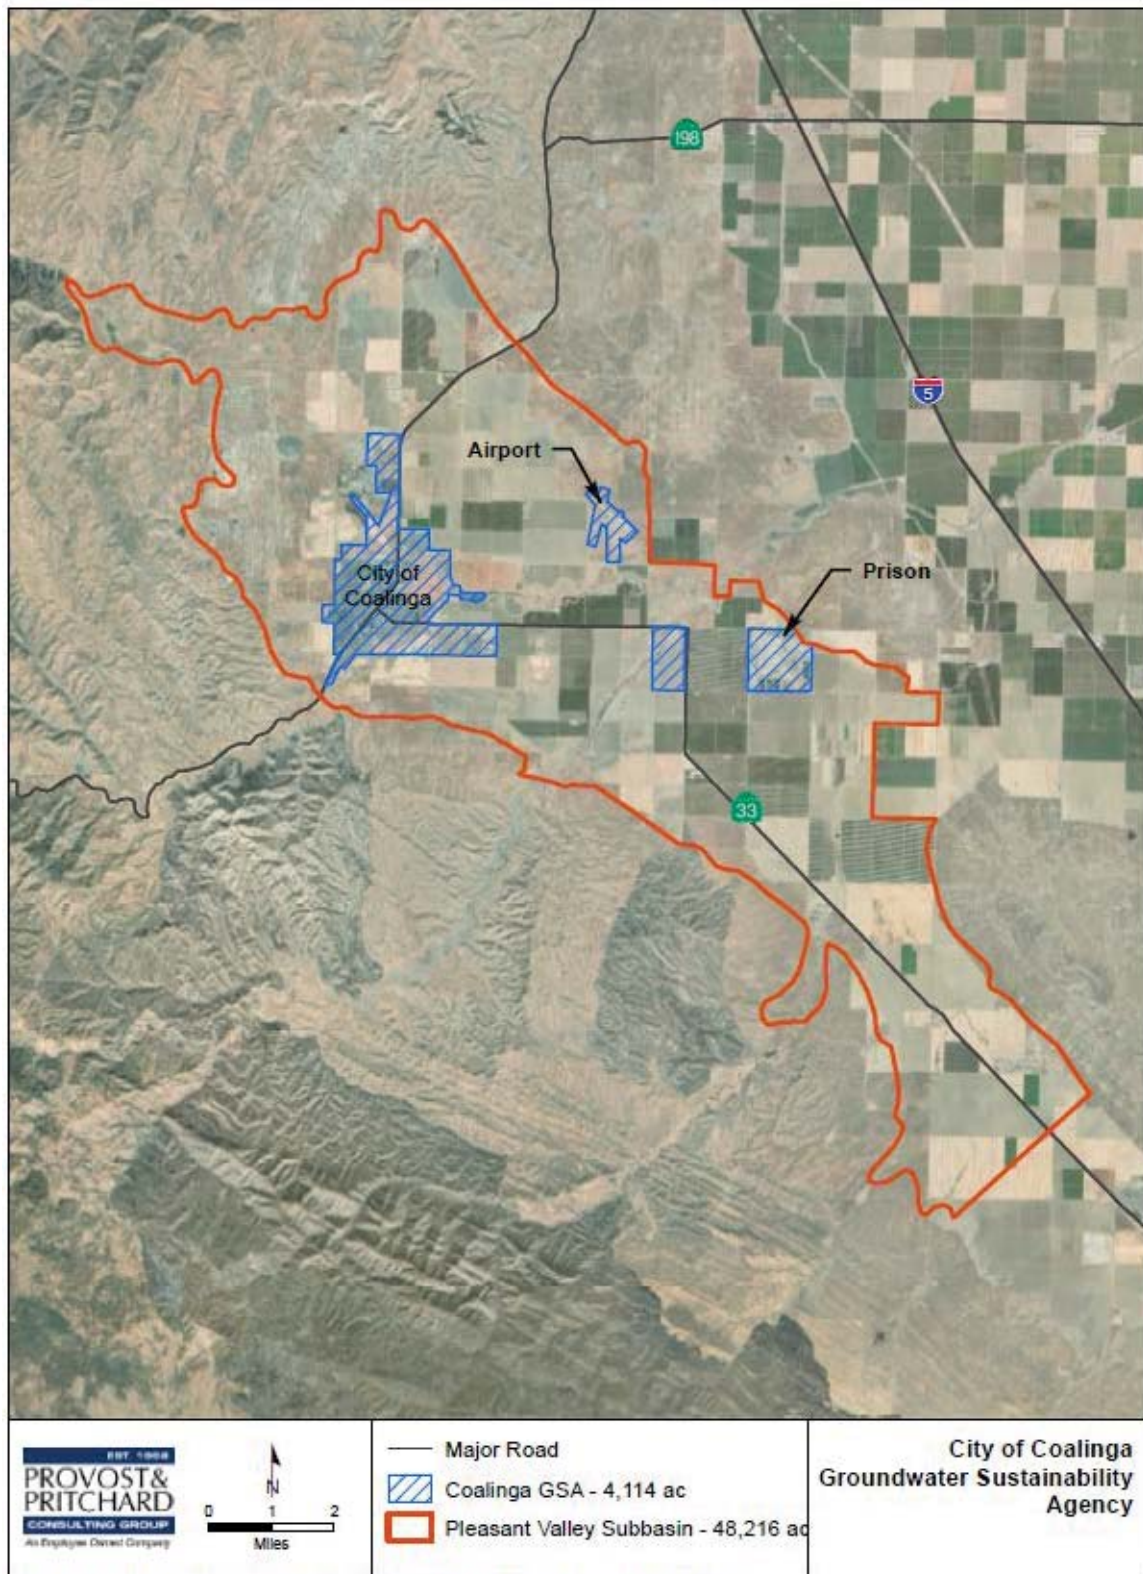 198
5
Airport
Prison
City of
Coalinga
33
EST 1968
PROVOST&
PRITCHARD
CONSULTING GROUP
An Employee Owned Company
N
0 1 2
Miles
Major Road
Coalinga GSA - 4,114 ac
Pleasant Valley Subbasin - 48,216 ac
City of Coalinga
Groundwater Sustainability
Agency